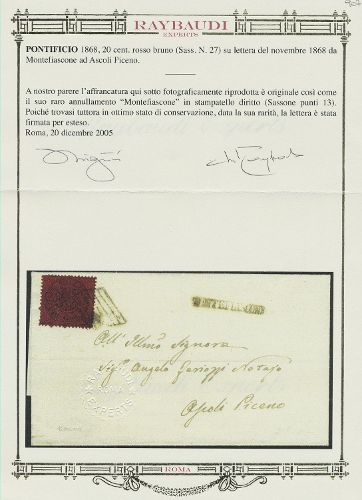 RAYBAUDI
EXPERTS
PONTIFICIO 1868, 20 cent. rosso bruno (Sass. N. 27) su lettera del novembre 1868 da
Montefiascone ad Ascoli Piceno.
A nostro parere l'affrancatura qui sotto fotograficamente riprodotta è originale così come
il suo raro annullamento "Montefiascone" in stampatello diritto (Sassone punti 13).
Poiché trovasi tuttora in ottimo stato di conservazione, data la sua rarità, la lettera è stata
firmata per esteso.
Roma, 20 dicembre 2005
MONTEFIASCONE
All' Illmo Signora
Sigr Angelo Notajo
Ascoli Piceno
EXPERTS
ROMA